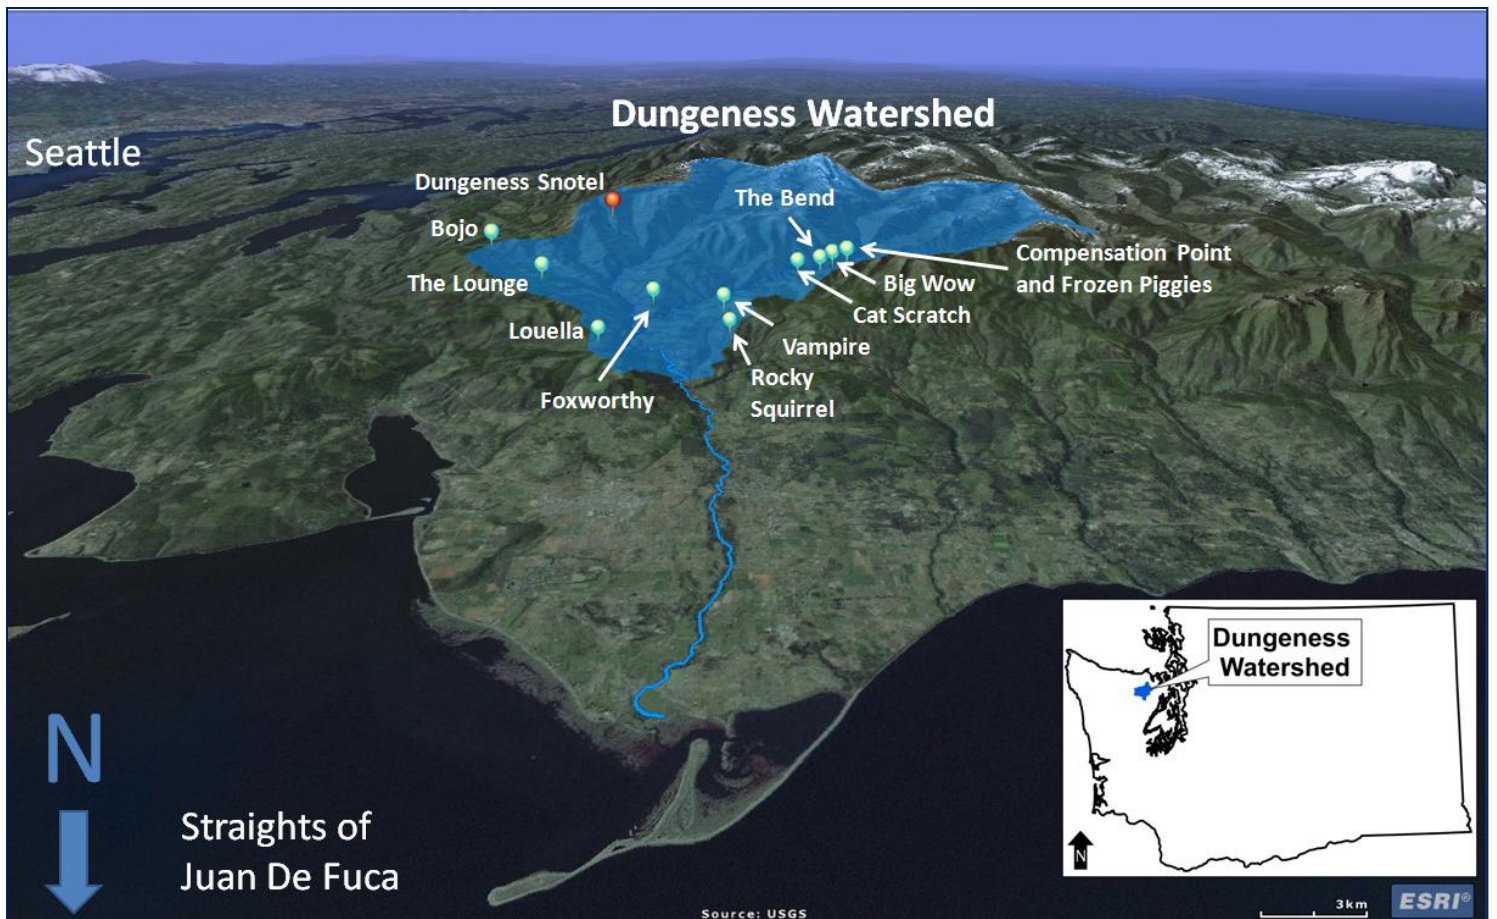 Dungeness Watershed
Seattle
Dungeness Snotel
The Bend
Bojo
Compensation Point
and Frozen Piggies
The Lounge
Big Wow
Cat Scratch
Louella
Vampire
Rocky
Squirrel
Foxworthy
Dungeness
Watershed
N
Straights of
Juan De Fuca
N
3km
ESRI®
Source: USGS